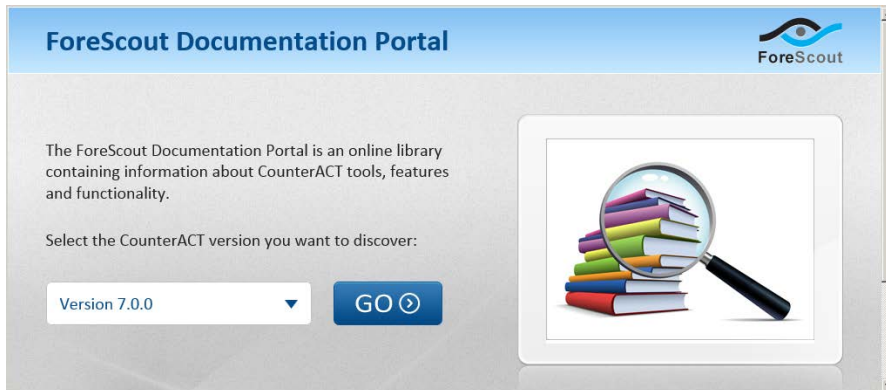 ForeScout Documentation Portal
ForeScout
The ForeScout Documentation Portal is an online library
containing information about CounterACT tools, features
and functionality.
Select the CounterACT version you want to discover:
Version 7.0.0
GO